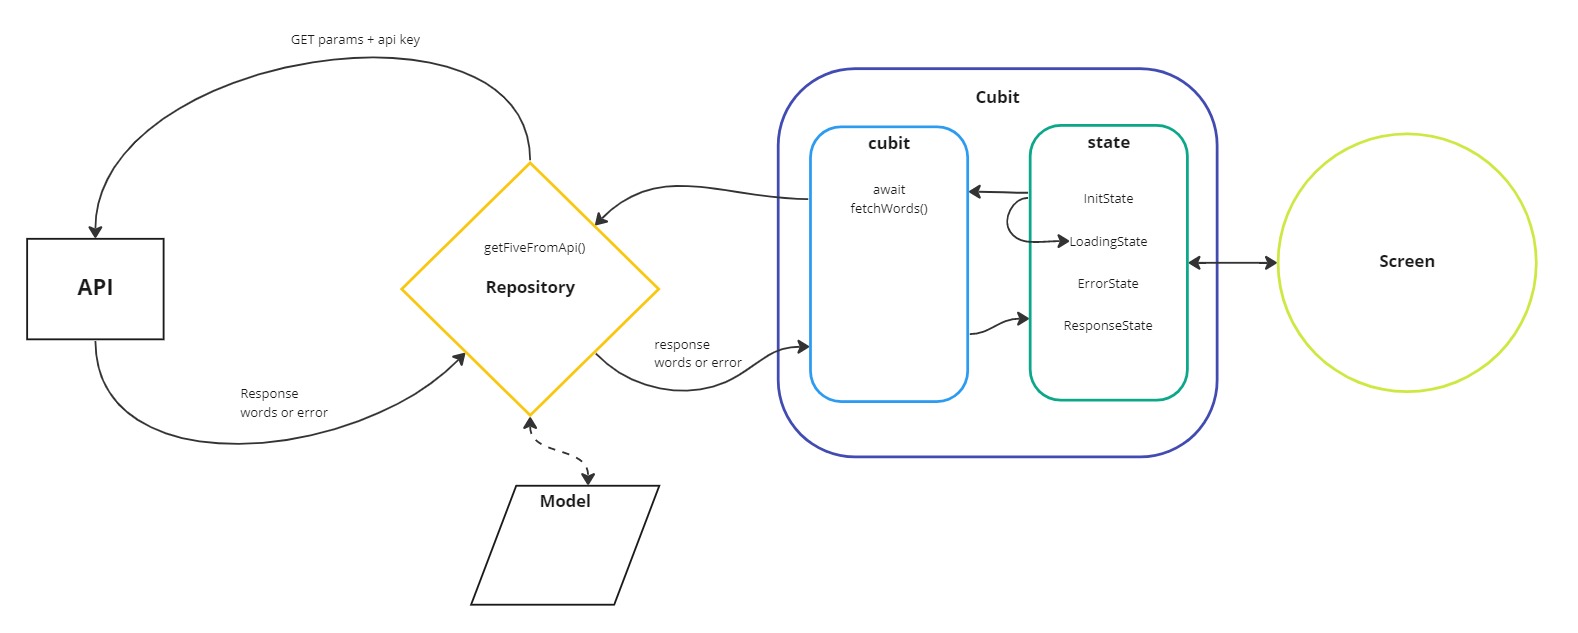 GET params + api key
API
Response
words or error
getFiveFromApi()
Repository
response
words or error
Model
Cubit
cubit
await
fetchWords()
state
InitState
LoadingState
ErrorState
ResponseState
Screen